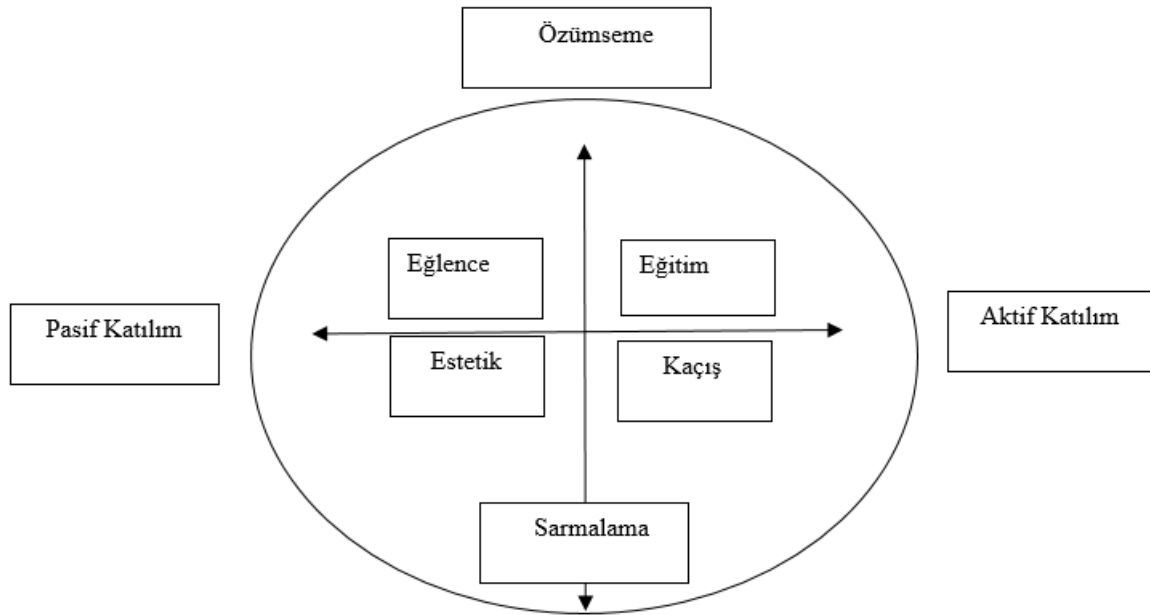 Özümseme
Eğlence
Eğitim
Pasif Katılım
Aktif Katılım
Estetik
Kaçış
Sarmalama